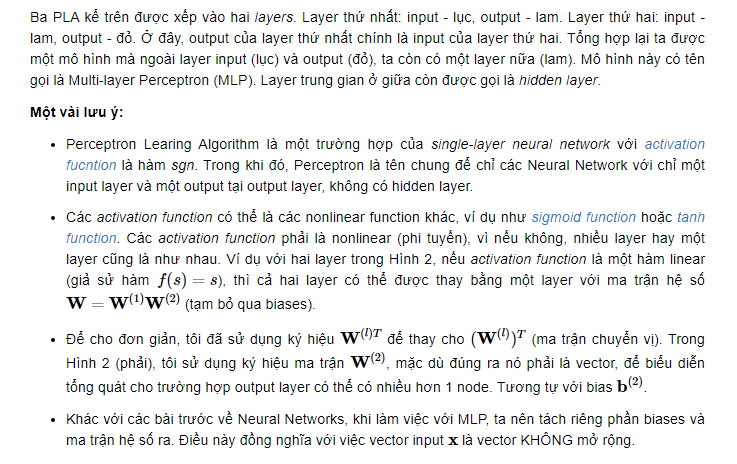 Ba PLA kể trên được xếp vào hai layers. Layer thứ nhất: input - lục, output - lam. Layer thứ hai: input -
lam, output - đỏ. Ở đây, output của layer thứ nhất chính là input của layer thứ hai. Tổng hợp lại ta được
một mô hình mà ngoài layer input (lục) và output (đỏ), ta còn có một layer nữa (lam). Mô hình này có tên
gọi là Multi-layer Perceptron (MLP). Layer trung gian ở giữa còn được gọi là hidden layer.
Một vài lưu ý:
• Perceptron Learing Algorithm là một trường hợp của single-layer neural network với activation
fucntion là hàm sgn. Trong khi đó, Perceptron là tên chung để chỉ các Neural Network với chỉ một
input layer và một output tại output layer, không có hidden layer.
• Các activation function có thể là các nonlinear function khác, ví dụ như sigmoid function hoặc tanh
function. Các activation function phải là nonlinear (phi tuyến), vì nếu không, nhiều layer hay một
layer cũng là như nhau. Ví dụ với hai layer trong Hình 2, nếu activation function là một hàm linear
(giả sử hàm f(s) = s), thì cả hai layer có thể được thay bằng một layer với ma trận hệ số
W = W⁽¹⁾W⁽²⁾ (tạm bỏ qua biases).
• Để cho đơn giản, tôi đã sử dụng ký hiệu W⁽ˡ⁾ᵀ để thay cho (W⁽ˡ⁾)ᵀ (ma trận chuyển vị). Trong
Hình 2 (phải), tôi sử dụng ký hiệu ma trận W⁽²⁾, mặc dù đúng ra nó phải là vector, để biểu diễn
tổng quát cho trường hợp output layer có thể có nhiều hơn 1 node. Tương tự với bias b⁽²⁾.
• Khác với các bài trước về Neural Networks, khi làm việc với MLP, ta nên tách riêng phần biases và
ma trận hệ số ra. Điều này đồng nghĩa với việc vector input x là vector KHÔNG mở rộng.